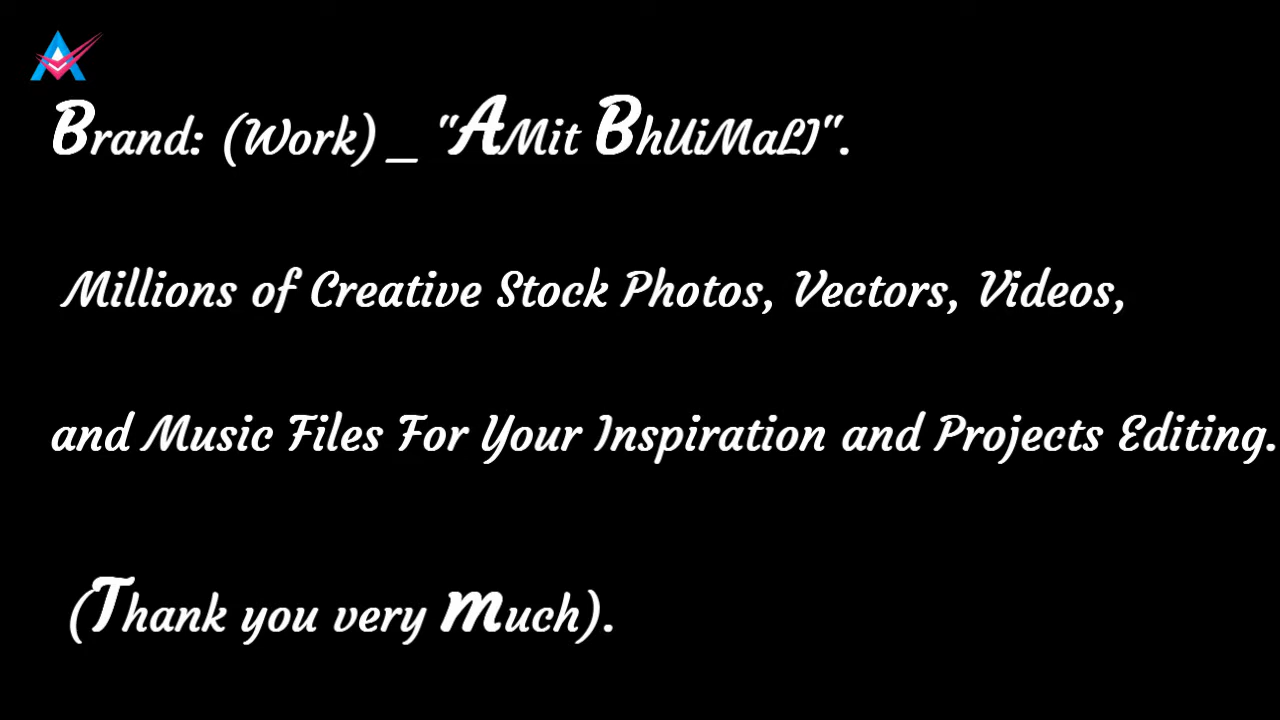 Brand: (Work) _ "AMit BhUiMaLI".
Millions of Creative Stock Photos, Vectors, Videos,
and Music Files For Your Inspiration and Projects Editing.
(Thank you very much).